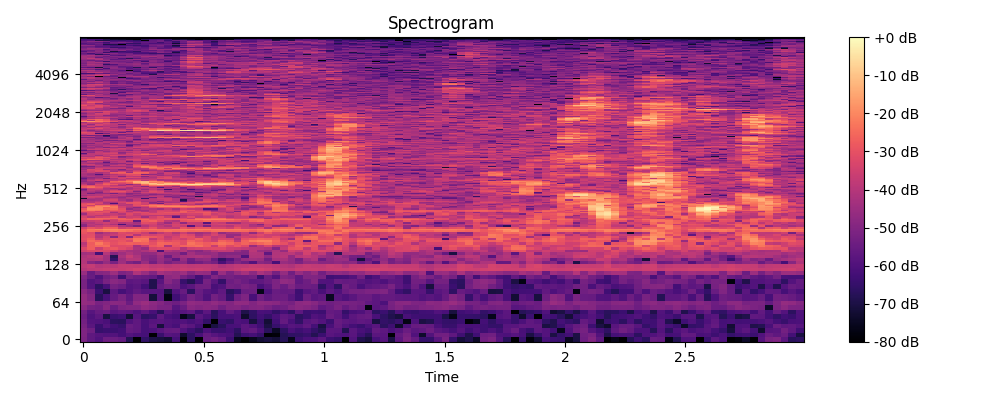 Spectrogram
Hz
4096
2048
1024
512
256
128
64
0
0
0.5
1
1.5
2
2.5
Time
+0 dB
-10 dB
-20 dB
-30 dB
-40 dB
-50 dB
-60 dB
-70 dB
-80 dB